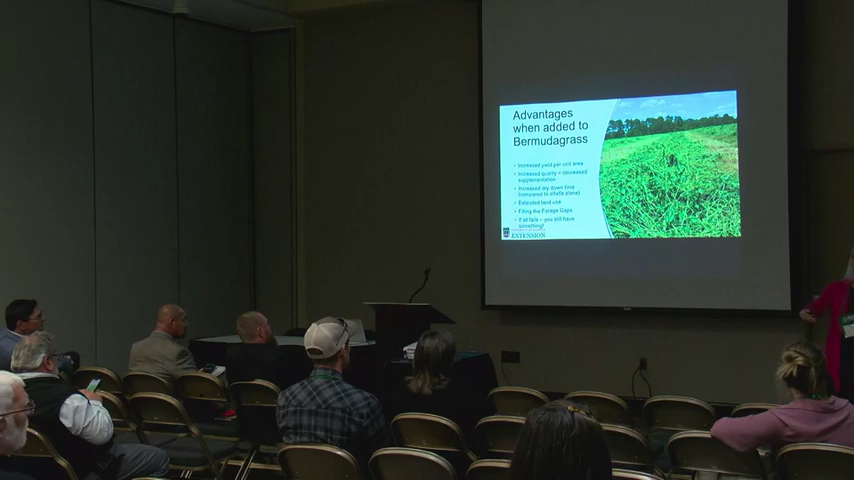 Advantages
when added to
Bermudagrass
• Increased yield per unit area
• Increased quality = decreased
supplementation
• Increased dry down time
(compared to alfalfa alone)
• Extended land use
• Filling the Forage Gaps
• If all fails – you still have
something!
EXTENSION